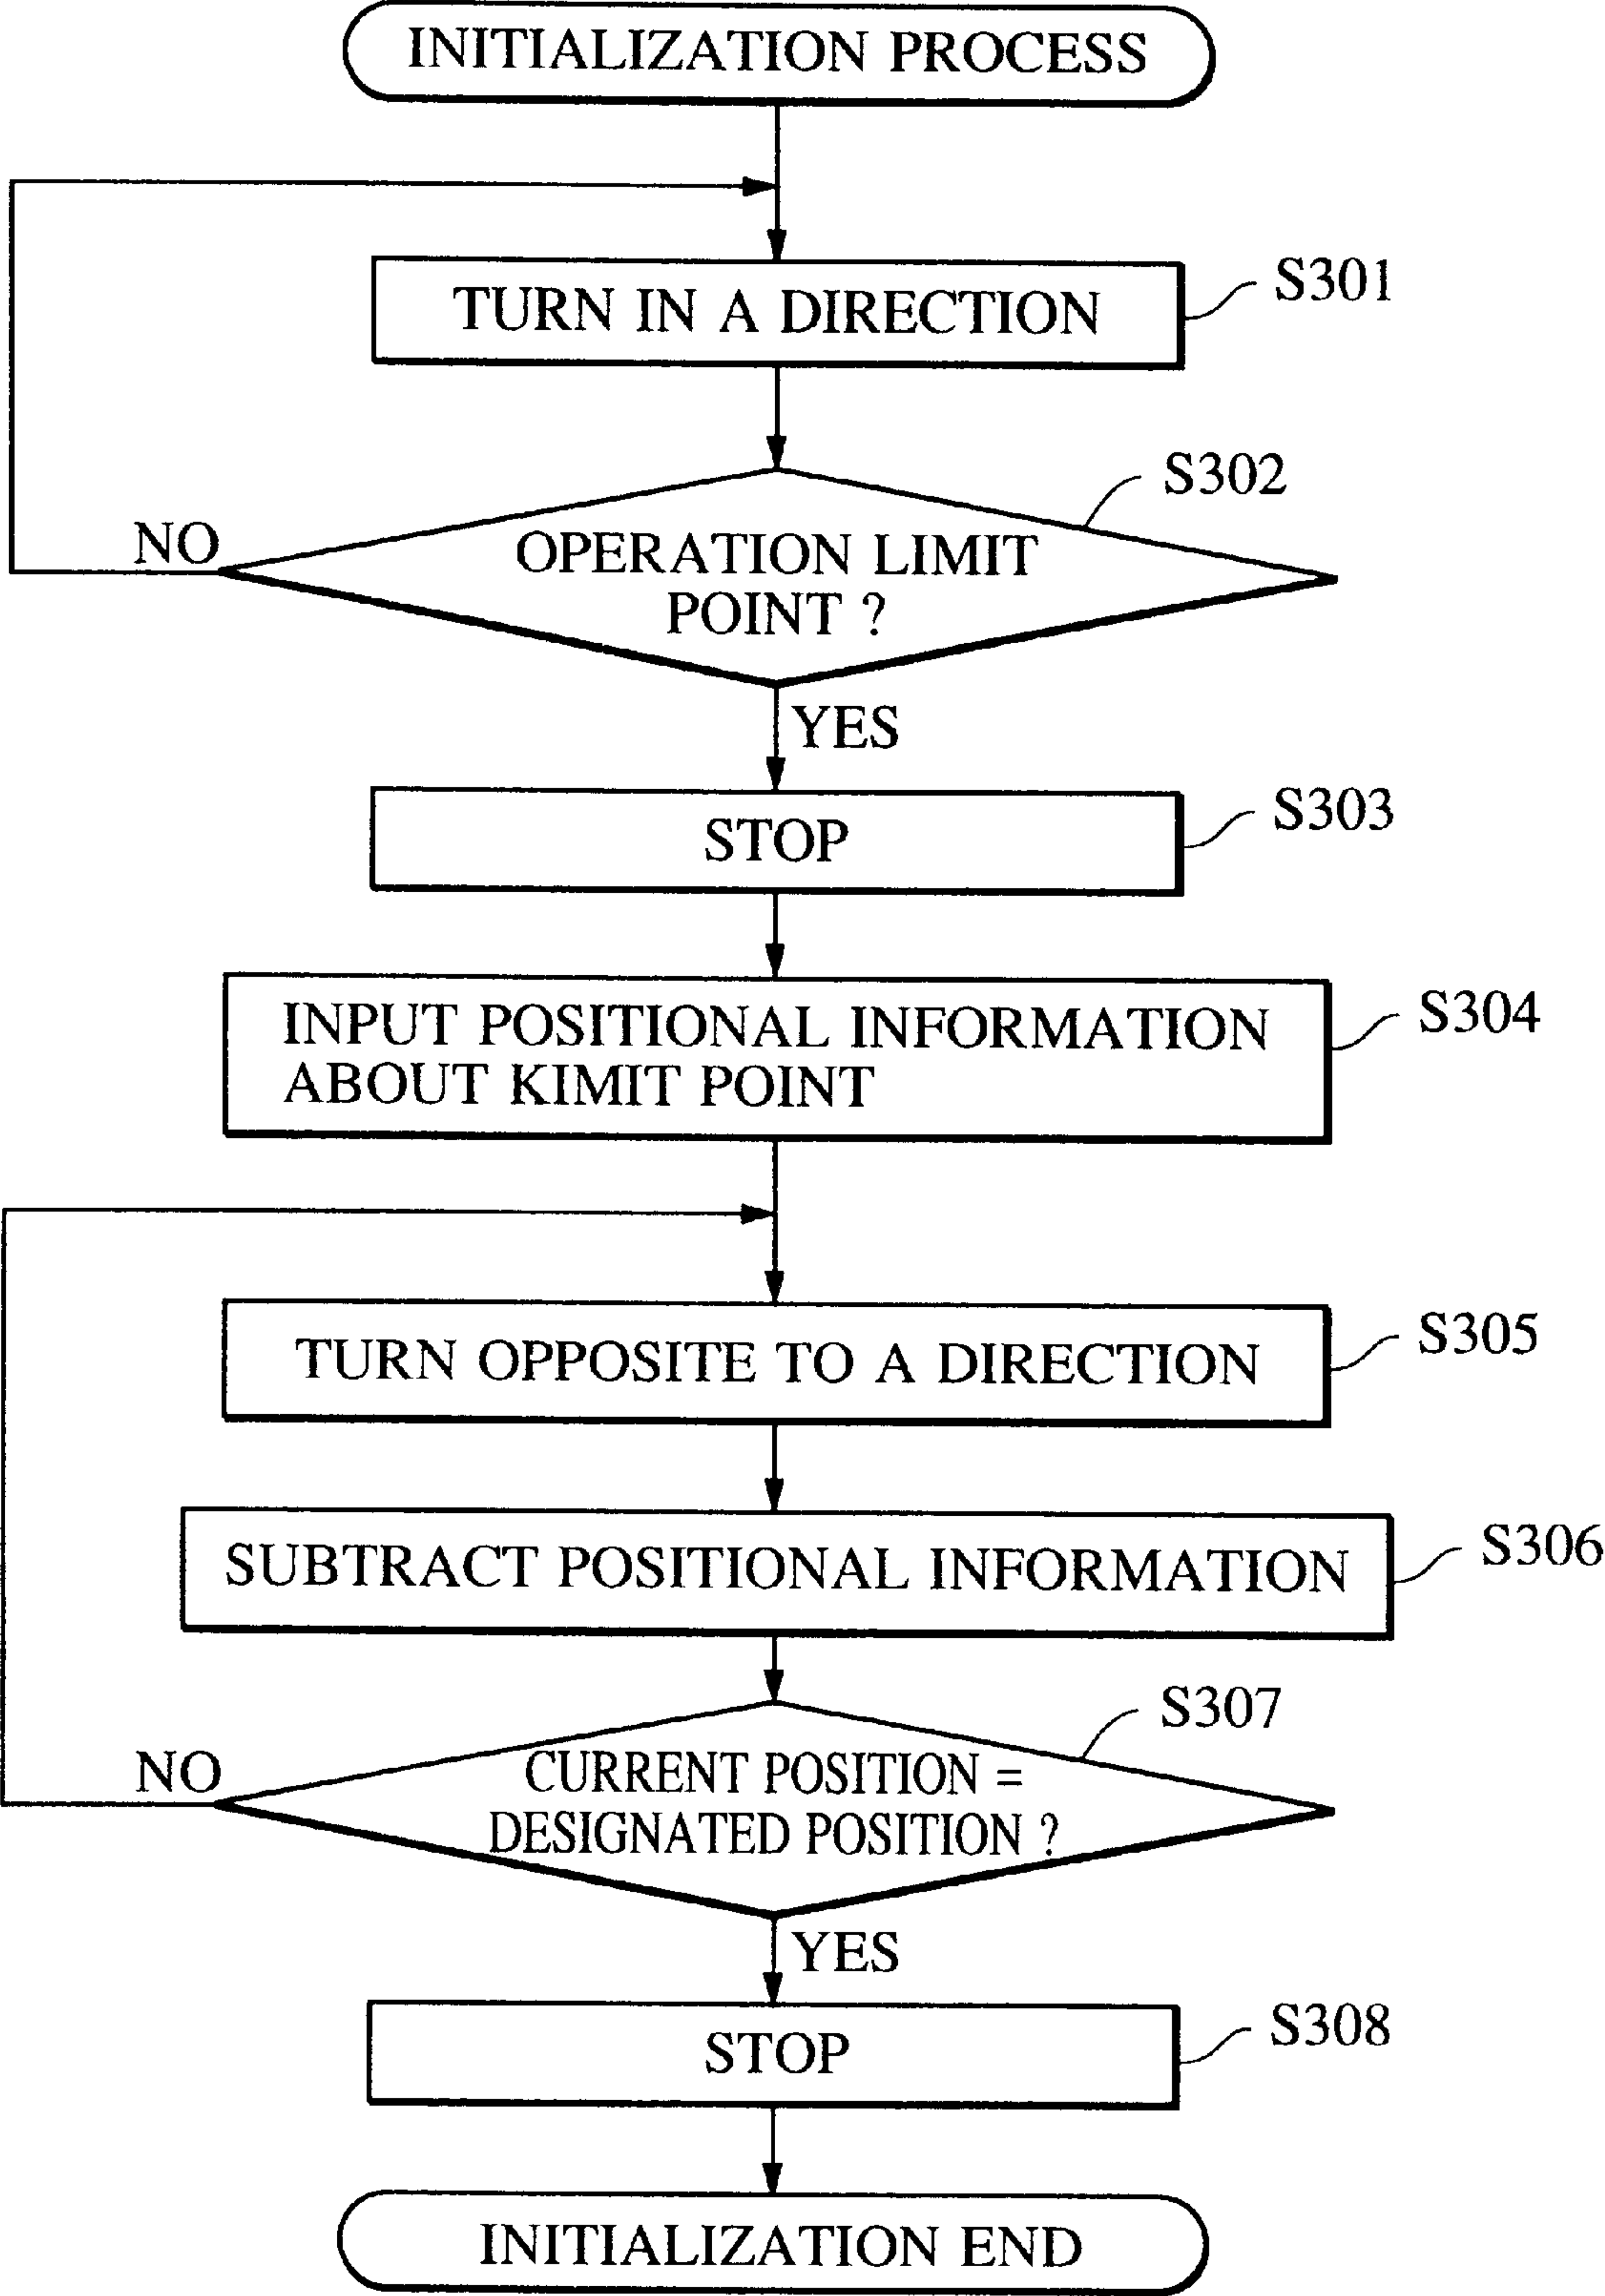 INITIALIZATION PROCESS
TURN IN A DIRECTION
S301
S302
NO
OPERATION LIMIT
POINT ?
YES
STOP
S303
INPUT POSITIONAL INFORMATION
ABOUT KIMIT POINT
S304
TURN OPPOSITE TO A DIRECTION
S305
SUBTRACT POSITIONAL INFORMATION
S306
S307
NO
CURRENT POSITION =
DESIGNATED POSITION ?
YES
STOP
S308
INITIALIZATION END